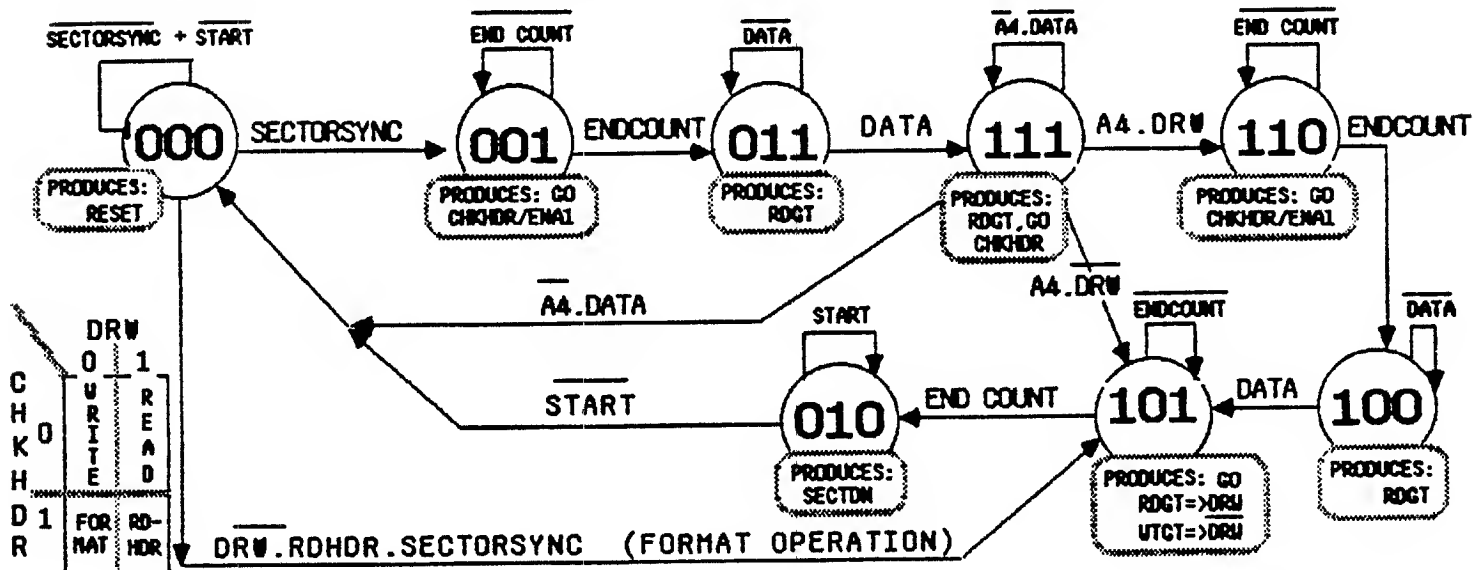 SECTORSYNC + START
END COUNT
DATA
A4.DATA
END COUNT
000
SECTORSYNC
001
ENDCOUNT
011
DATA
111
A4.DRW
110
ENDCOUNT
PRODUCES:
RESET
PRODUCES: GO
CHKHDR/ENA1
PRODUCES:
RDGT
PRODUCES:
RDGT,GO
CHKHDR
PRODUCES: GO
CHKHDR/ENA1
A4.DATA
A4.DRW
START
ENDCOUNT
DATA
START
010
END COUNT
101
DATA
100
PRODUCES:
SECTDN
PRODUCES: GO
RDGT=>DRW
WTGT=>DRW
PRODUCES:
RDGT
DRW.RDHDR.SECTORSYNC (FORMAT OPERATION)
DRW
0 1
CHKHDR
0
WRITE
READ
1
FOR
MAT
RD-
HDR